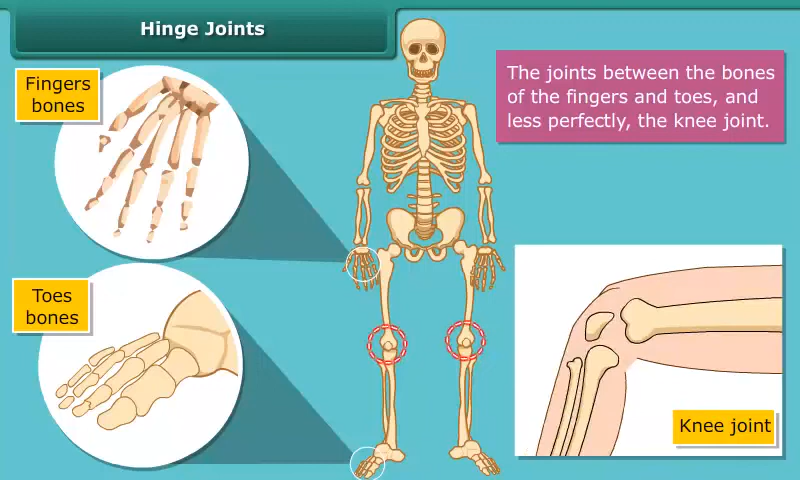 Hinge Joints
Fingers
bones
The joints between the bones
of the fingers and toes, and
less perfectly, the knee joint.
Toes
bones
Knee joint